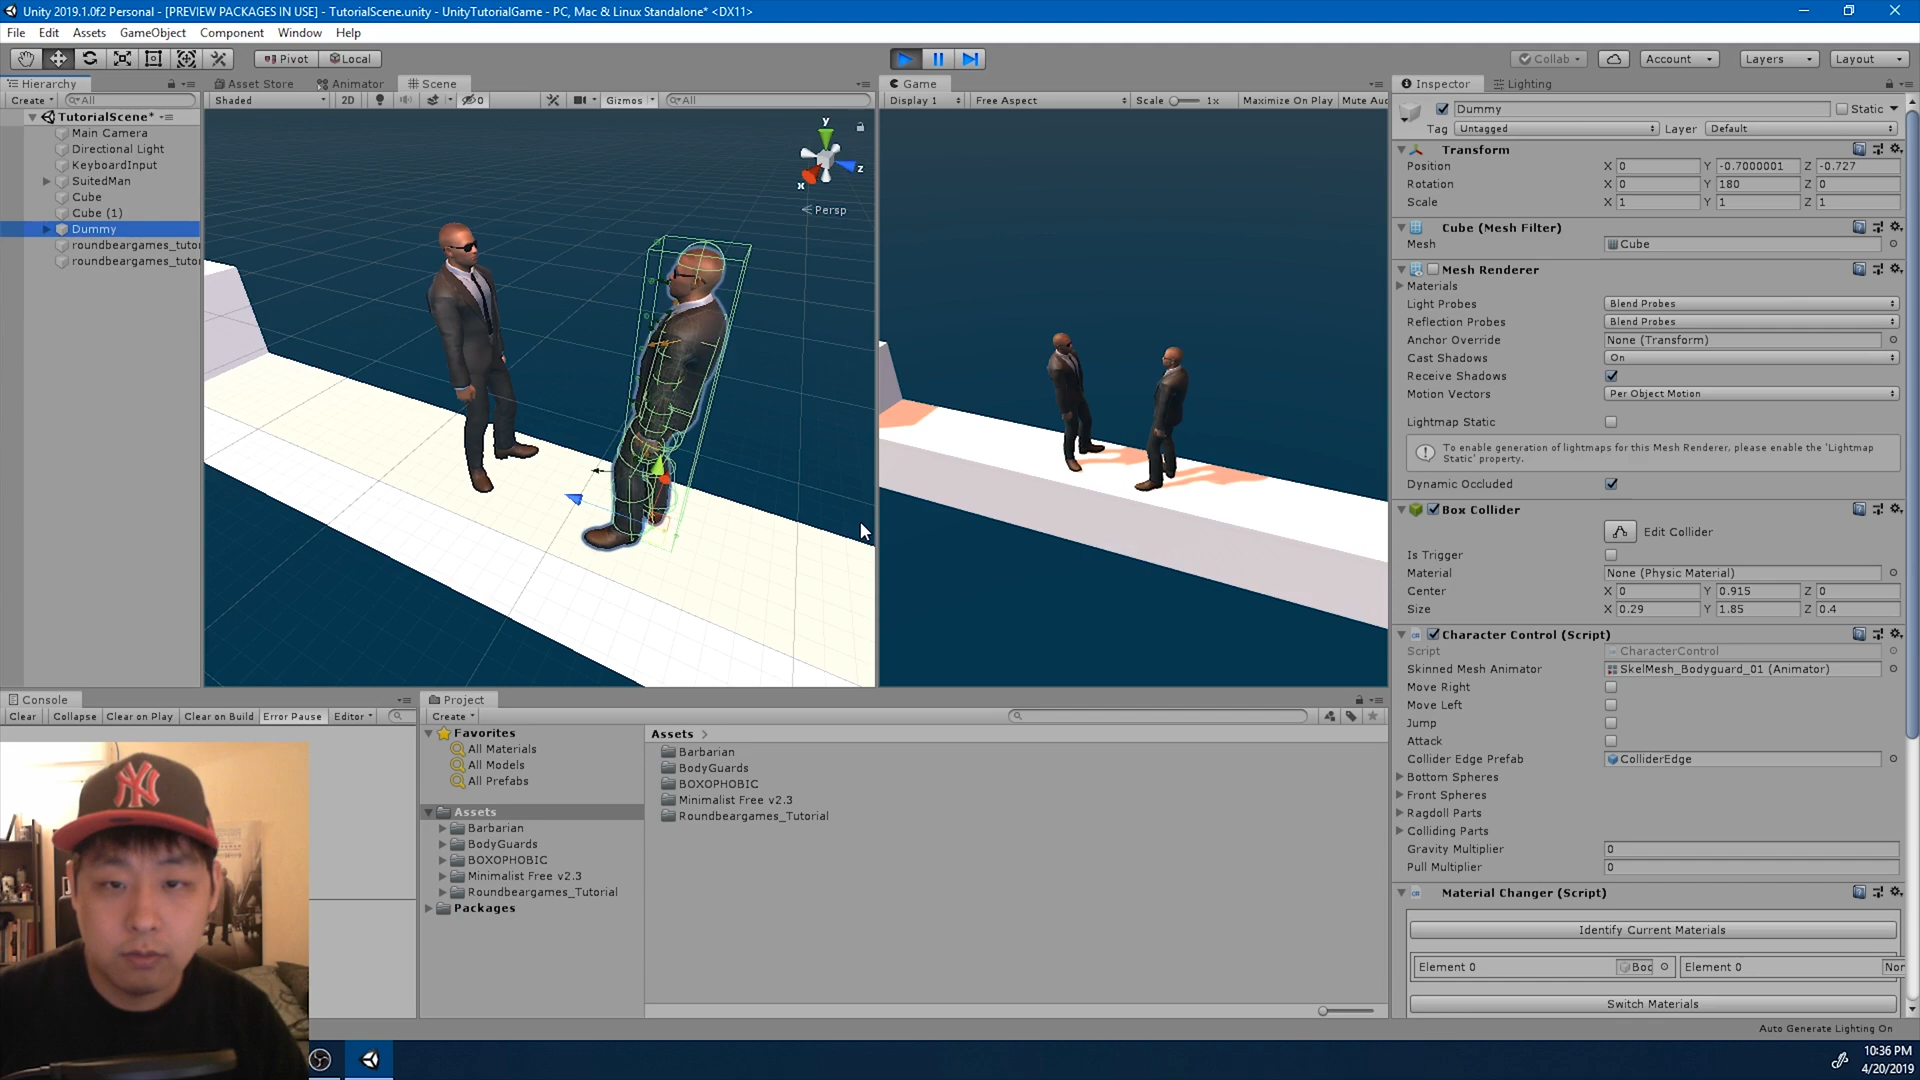 Unity 2019.1.0f2 Personal - [PREVIEW PACKAGES IN USE] - TutorialScene.unity - UnityTutorialGame - PC, Mac & Linux Standalone* <DX11>
File Edit Assets GameObject Component Window Help
Pivot Local Collab Account Layers Layout
Hierarchy Asset Store Animator Scene Game Inspector Lighting
Create All Shaded 2D 0 Gizmos All Display 1 Free Aspect Scale 1x Maximize On Play Mute Auc
TutorialScene*
Main Camera
Directional Light
KeyboardInput
SuitedMan
Cube
Cube (1)
Dummy
roundbeargames_tutor
roundbeargames_tutor
y
z
x
Persp
Dummy Static
Tag Untagged Layer Default
Transform
Position X 0 Y -0.7000001 Z -0.727
Rotation X 0 Y 180 Z 0
Scale X 1 Y 1 Z 1
Cube (Mesh Filter)
Mesh Cube
Mesh Renderer
Materials
Light Probes Blend Probes
Reflection Probes Blend Probes
Anchor Override None (Transform)
Cast Shadows On
Receive Shadows
Motion Vectors Per Object Motion
Lightmap Static
To enable generation of lightmaps for this Mesh Renderer, please enable the 'Lightmap
Static' property.
Dynamic Occluded
Box Collider
Edit Collider
Is Trigger
Material None (Physic Material)
Center X 0 Y 0.915 Z 0
Size X 0.29 Y 1.85 Z 0.4
Character Control (Script)
Script CharacterControl
Skinned Mesh Animator SkelMesh_Bodyguard_01 (Animator)
Move Right
Move Left
Jump
Attack
Collider Edge Prefab ColliderEdge
Bottom Spheres
Front Spheres
Ragdoll Parts
Colliding Parts
Gravity Multiplier 0
Pull Multiplier 0
Material Changer (Script)
Identify Current Materials
Element 0 Boc Element 0 Nor
Switch Materials
Auto Generate Lighting On
Console
Clear Collapse Clear on Play Clear on Build Error Pause Editor
Project
Create
Favorites
All Materials
All Models
All Prefabs
Assets
Barbarian
BodyGuards
BOXOPHOBIC
Minimalist Free v2.3
Roundbeargames_Tutorial
Packages
Assets
Barbarian
BodyGuards
BOXOPHOBIC
Minimalist Free v2.3
Roundbeargames_Tutorial
NY
10:36 PM
4/20/2019